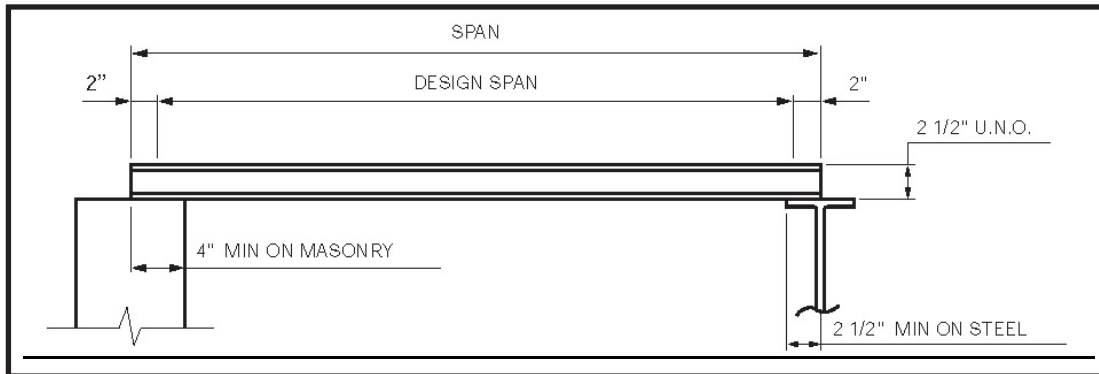 SPAN
2”
DESIGN SPAN
2"
2 1/2" U.N.O.
4" MIN ON MASONRY
2 1/2" MIN ON STEEL